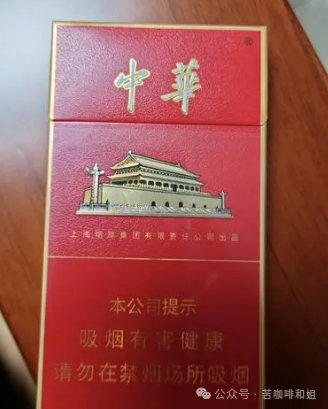 中華
上海烟草集团有限责任公司出品
本公司提示
吸烟有害健康
请勿在禁烟场所吸烟
公众号·苦咖啡和姐